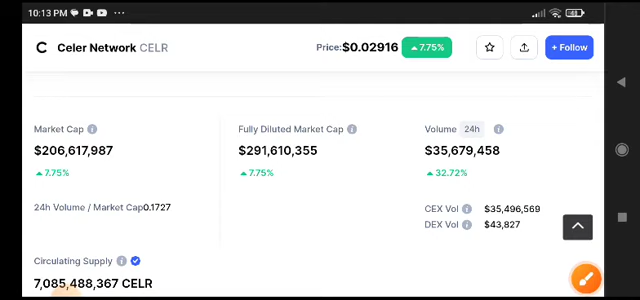 10:13 PM
Celer Network CELR
Price:$0.02916 7.75%
+ Follow
Market Cap
$206,617,987
7.75%
24h Volume / Market Cap0.1727
Fully Diluted Market Cap
$291,610,355
7.75%
Volume 24h
$35,679,458
32.72%
CEX Vol $35,496,569
DEX Vol $43,827
Circulating Supply
7,085,488,367 CELR